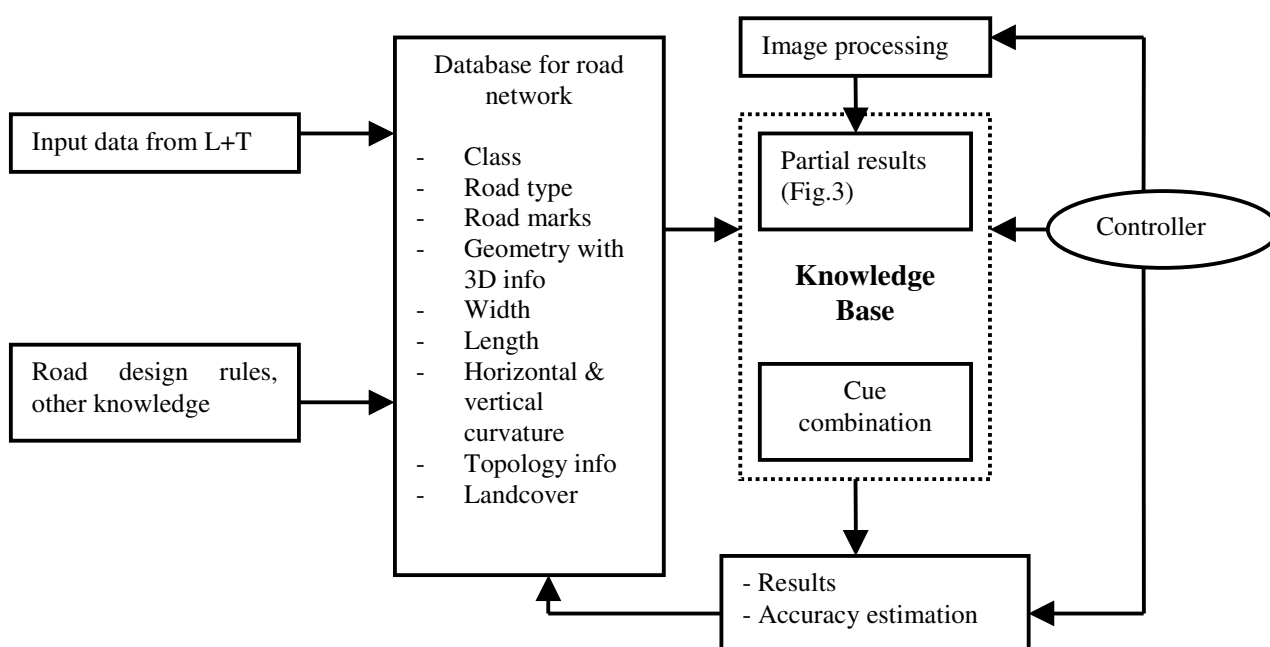 Input data from L+T
Road design rules,
other knowledge
Database for road
network
- Class
- Road type
- Road marks
- Geometry with
3D info
- Width
- Length
- Horizontal &
vertical
curvature
- Topology info
- Landcover
Image processing
Partial results
(Fig.3)
Knowledge
Base
Cue
combination
- Results
- Accuracy estimation
Controller